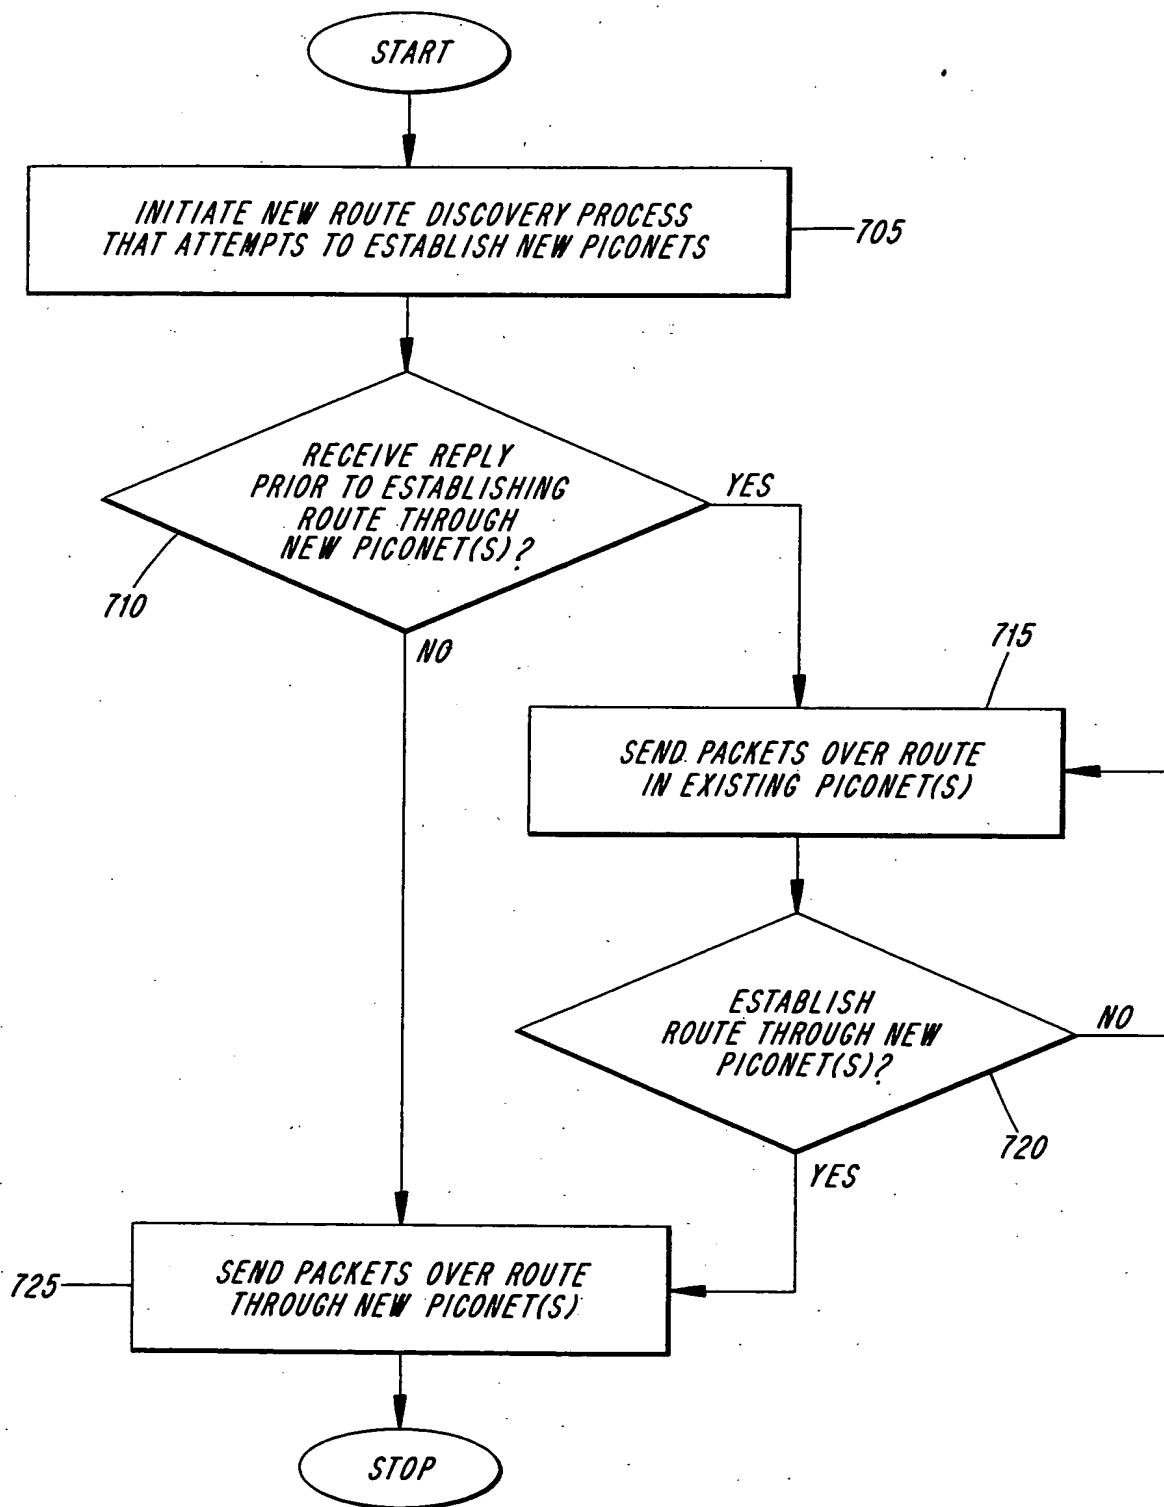 START
INITIATE NEW ROUTE DISCOVERY PROCESS
THAT ATTEMPTS TO ESTABLISH NEW PICONETS
705
RECEIVE REPLY
PRIOR TO ESTABLISHING
ROUTE THROUGH
NEW PICONET(S)?
YES
710
NO
715
SEND PACKETS OVER ROUTE
IN EXISTING PICONET(S)
ESTABLISH
ROUTE THROUGH NEW
PICONET(S)?
NO
720
YES
725
SEND PACKETS OVER ROUTE
THROUGH NEW PICONET(S)
STOP